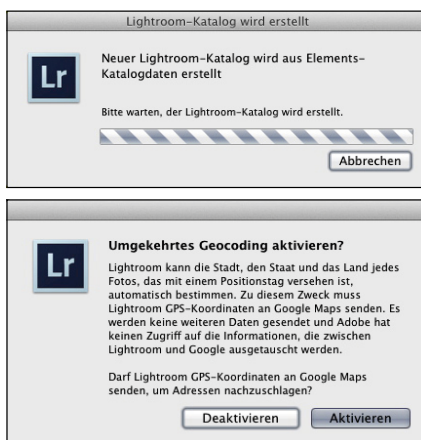 Lightroom-Katalog wird erstellt
Lr
Neuer Lightroom-Katalog wird aus Elements-
Katalogdaten erstellt
Bitte warten, der Lightroom-Katalog wird erstellt.
Abbrechen
Lr
Umgekehrtes Geocoding aktivieren?
Lightroom kann die Stadt, den Staat und das Land jedes
Fotos, das mit einem Positionstag versehen ist,
automatisch bestimmen. Zu diesem Zweck muss
Lightroom GPS-Koordinaten an Google Maps senden. Es
werden keine weiteren Daten gesendet und Adobe hat
keinen Zugriff auf die Informationen, die zwischen
Lightroom und Google ausgetauscht werden.
Darf Lightroom GPS-Koordinaten an Google Maps
senden, um Adressen nachzuschlagen?
Deaktivieren Aktivieren